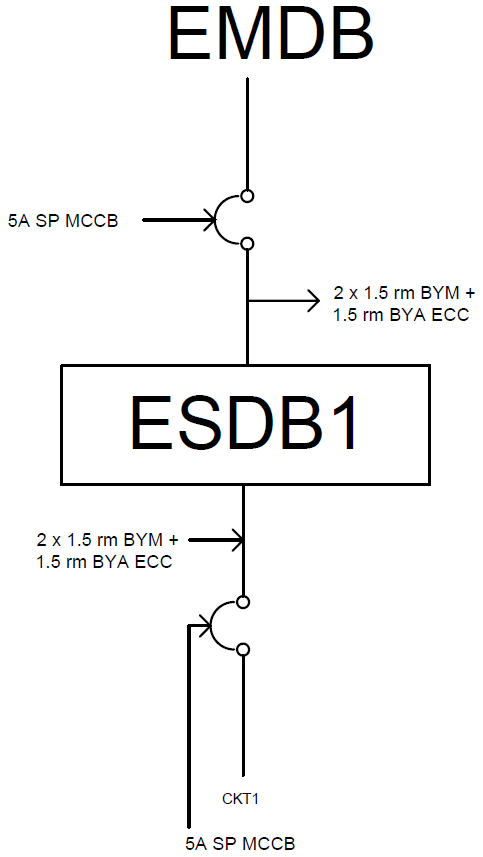 EMDB
5A SP MCCB
2 x 1.5 rm BYM +
1.5 rm BYA ECC
ESDB1
2 x 1.5 rm BYM +
1.5 rm BYA ECC
CKT1
5A SP MCCB